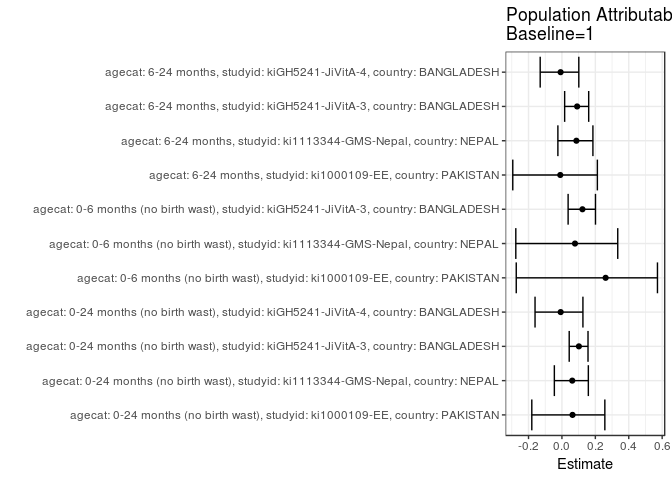 Population Attributab
Baseline=1
agecat: 6-24 months, studyid: kiGH5241-JiVitA-4, country: BANGLADESH
agecat: 6-24 months, studyid: kiGH5241-JiVitA-3, country: BANGLADESH
agecat: 6-24 months, studyid: ki1113344-GMS-Nepal, country: NEPAL
agecat: 6-24 months, studyid: ki1000109-EE, country: PAKISTAN
agecat: 0-6 months (no birth wast), studyid: kiGH5241-JiVitA-3, country: BANGLADESH
agecat: 0-6 months (no birth wast), studyid: ki1113344-GMS-Nepal, country: NEPAL
agecat: 0-6 months (no birth wast), studyid: ki1000109-EE, country: PAKISTAN
agecat: 0-24 months (no birth wast), studyid: kiGH5241-JiVitA-4, country: BANGLADESH
agecat: 0-24 months (no birth wast), studyid: kiGH5241-JiVitA-3, country: BANGLADESH
agecat: 0-24 months (no birth wast), studyid: ki1113344-GMS-Nepal, country: NEPAL
agecat: 0-24 months (no birth wast), studyid: ki1000109-EE, country: PAKISTAN
-0.2 0.0 0.2 0.4 0.6
Estimate